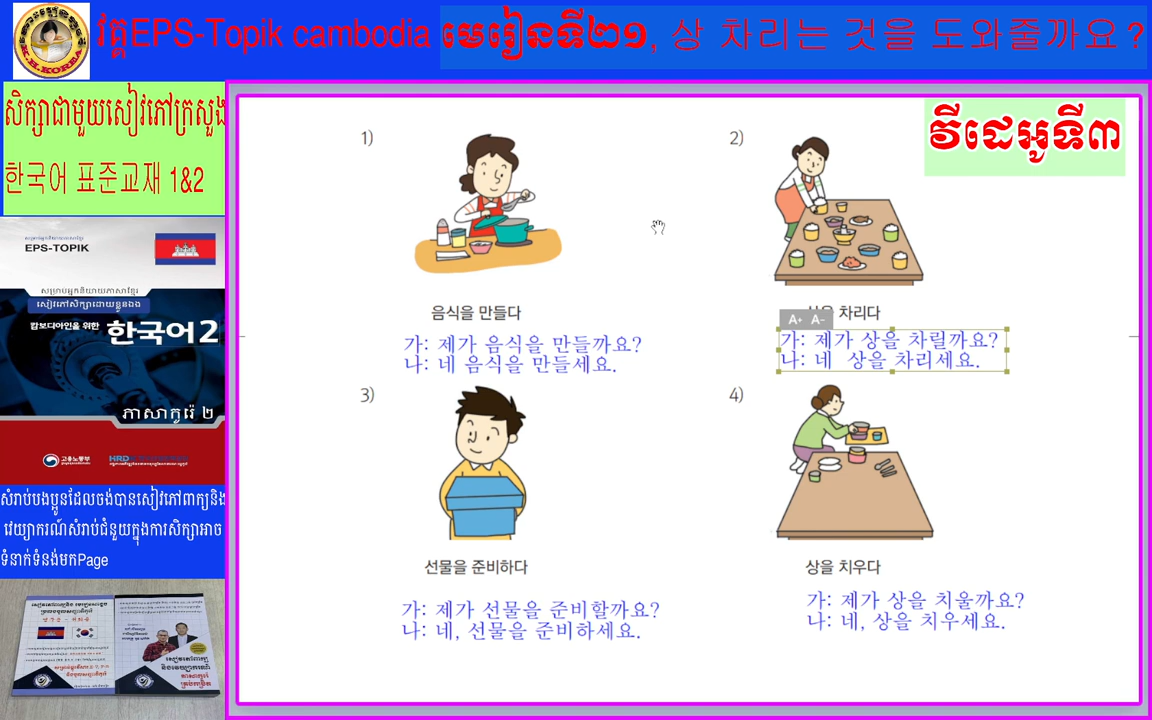 វគ្គEPS-Topik cambodia មេរៀនទី២១, 상 차리는 것을 도와줄까요?
សិក្សាជាមួយសៀវភៅក្រសួង
한국어 표준교재 1&2
វីដេអូទី៣
EPS-TOPIK
សៀវភៅសិក្សាដោយខ្លួនឯង
캄보디아인을 위한 한국어2
ភាសាកូរ៉េ ២
고용노동부
សំរាប់បងប្អូនដែលចង់បានសៀវភៅពាក្យនិង
វេយ្យាករណ៍សំរាប់ជំនួយក្នុងការសិក្សាអាច
ទំនាក់ទំនងមកPage
1)
음식을 만들다
가: 제가 음식을 만들까요?
나: 네 음식을 만들세요.
2)
차리다
A+ A-
가: 제가 상을 차릴까요?
나: 네 상을 차리세요.
3)
선물을 준비하다
가: 제가 선물을 준비할까요?
나: 네, 선물을 준비하세요.
4)
상을 치우다
가: 제가 상을 치울까요?
나: 네, 상을 치우세요.